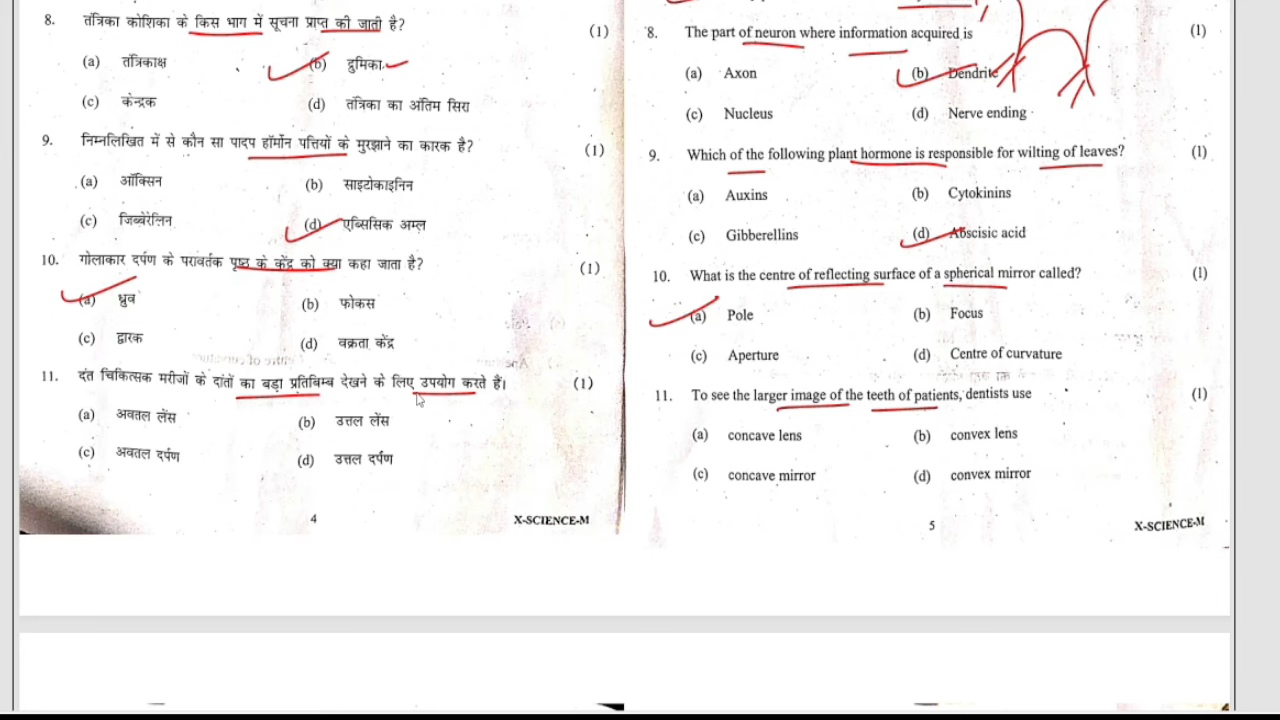 8. तंत्रिका कोशिका के किस भाग में सूचना प्राप्त की जाती है? (1)
(a) तंत्रिकाक्ष (b) द्रुमिका
(c) केन्द्रक (d) तंत्रिका का अंतिम सिरा
9. निम्नलिखित में से कौन सा पादप हॉर्मोन पत्तियों के मुरझाने का कारक है? (1)
(a) ऑक्सिन (b) साइटोकाइनिन
(c) जिब्बेरेलिन (d) एब्सिसिक अम्ल
10. गोलाकार दर्पण के परावर्तक पृष्ठ के केंद्र को क्या कहा जाता है? (1)
(a) ध्रुव (b) फोकस
(c) द्वारक (d) वक्रता केंद्र
11. दंत चिकित्सक मरीजों के दांतों का बड़ा प्रतिबिम्ब देखने के लिए उपयोग करते हैं। (1)
(a) अवतल लेंस (b) उत्तल लेंस
(c) अवतल दर्पण (d) उत्तल दर्पण
4 X-SCIENCE-M
8. The part of neuron where information acquired is (1)
(a) Axon (b) Dendrite
(c) Nucleus (d) Nerve ending
9. Which of the following plant hormone is responsible for wilting of leaves? (1)
(a) Auxins (b) Cytokinins
(c) Gibberellins (d) Abscisic acid
10. What is the centre of reflecting surface of a spherical mirror called? (1)
(a) Pole (b) Focus
(c) Aperture (d) Centre of curvature
11. To see the larger image of the teeth of patients, dentists use (1)
(a) concave lens (b) convex lens
(c) concave mirror (d) convex mirror
5 X-SCIENCE-M